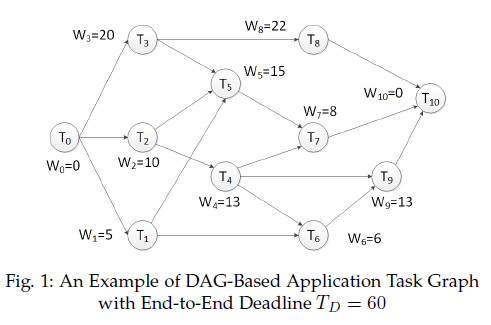 W₃=20
T₃
W₈=22
T₈
T₅
W₅=15
W₁₀=0
T₁₀
W₇=8
T₀
T₂
T₇
W₀=0
W₂=10
T₄
T₉
W₄=13
W₉=13
W₁=5
T₁
T₆
W₆=6
Fig. 1: An Example of DAG-Based Application Task Graph
with End-to-End Deadline T_D = 60